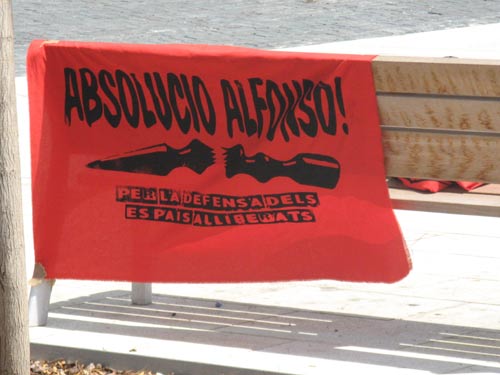 ABSOLUCIO ALFONSO!
PER LA DEFENSA DELS
ESPAIS ALLIBERATS